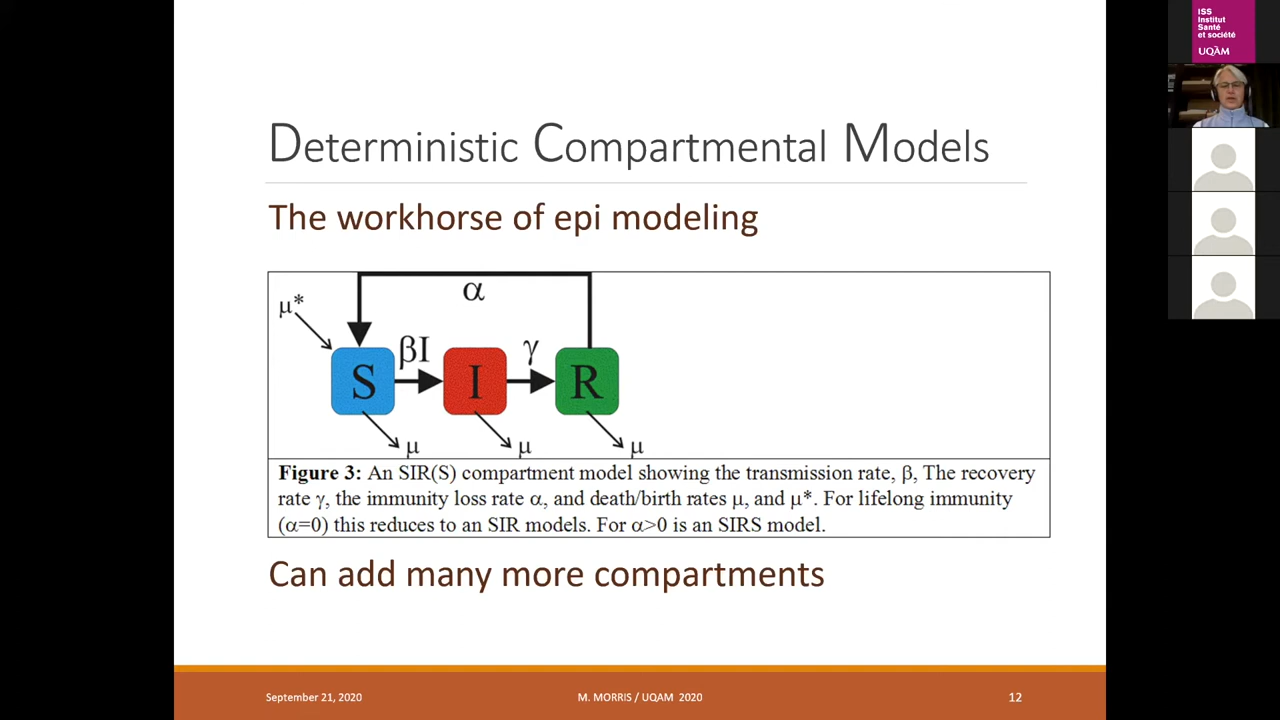 Deterministic Compartmental Models
The workhorse of epi modeling
α
μ*
βI
γ
S
I
R
μ
μ
μ
Figure 3: An SIR(S) compartment model showing the transmission rate, β, The recovery
rate γ, the immunity loss rate α, and death/birth rates μ, and μ*. For lifelong immunity
(α=0) this reduces to an SIR models. For α>0 is an SIRS model.
Can add many more compartments
September 21, 2020
M. MORRIS / UQAM 2020
12
ISS
Institut
Santé
et société
UQÀM